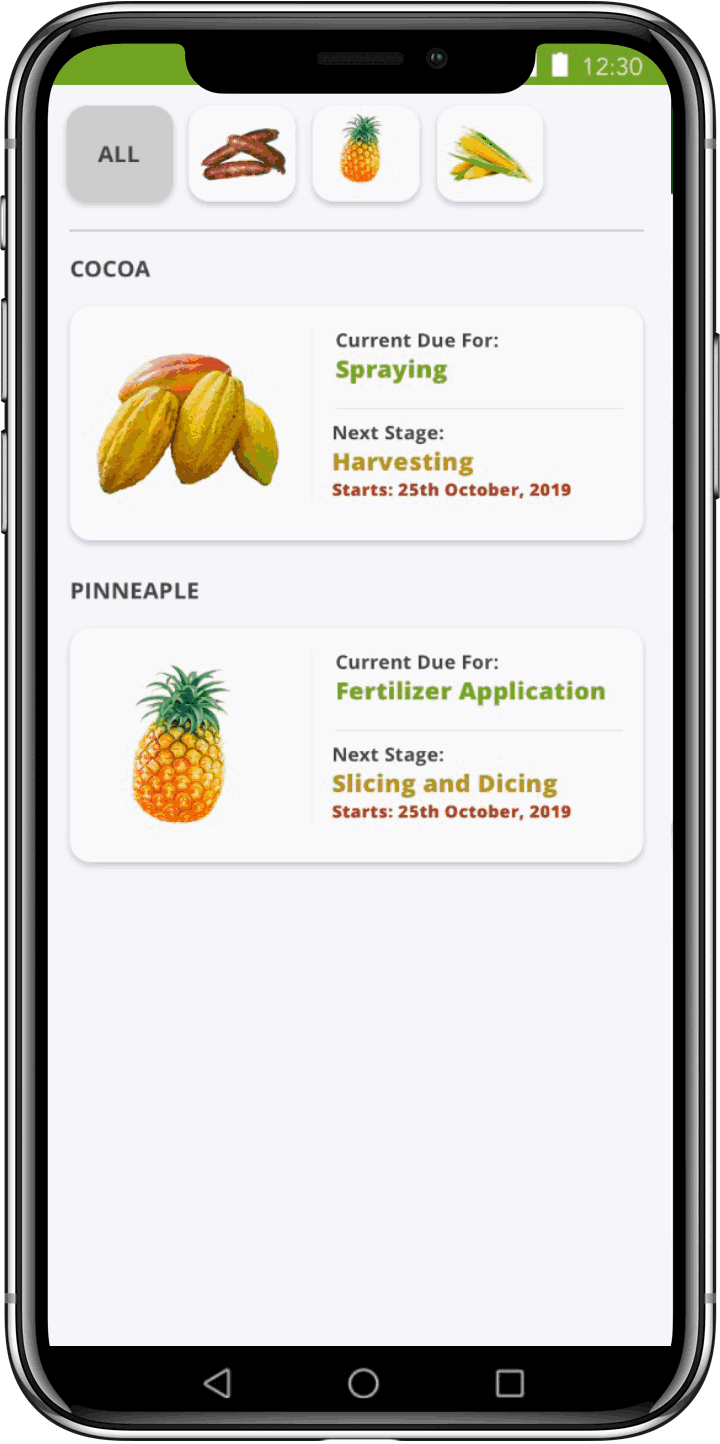 12:30
ALL
COCOA
Current Due For:
Spraying
Next Stage:
Harvesting
Starts: 25th October, 2019
PINNEAPLE
Current Due For:
Fertilizer Application
Next Stage:
Slicing and Dicing
Starts: 25th October, 2019